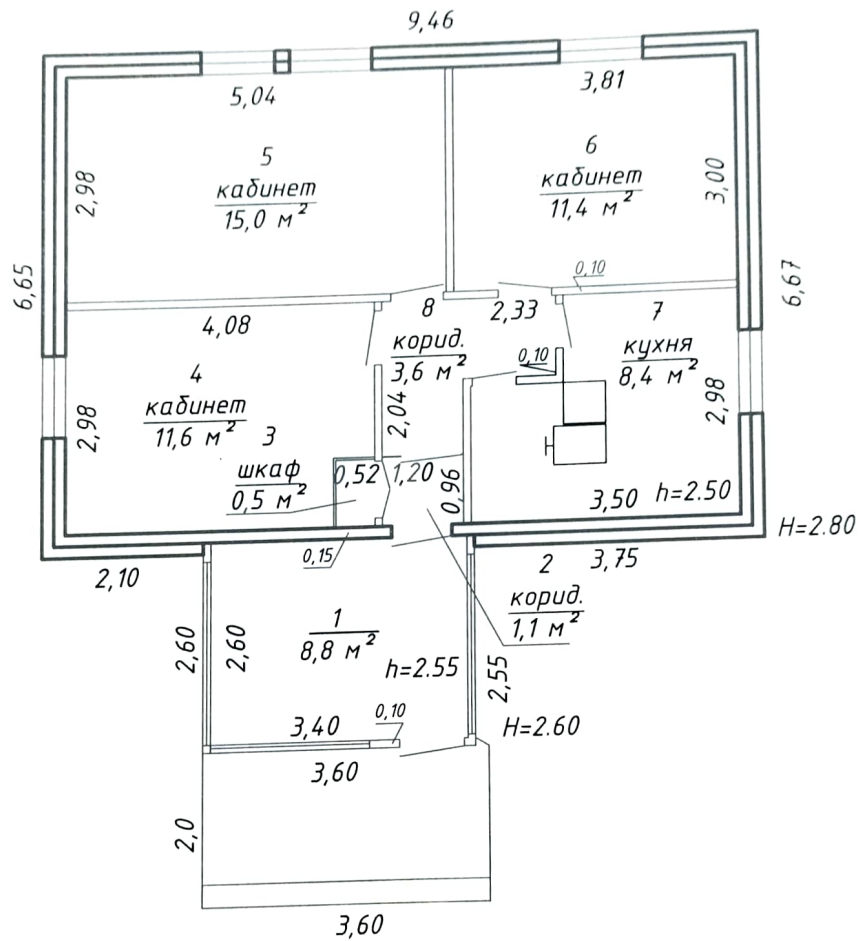 9,46
5,04
3,81
5
кабинет
15,0 м²
6
кабинет
11,4 м²
2,98
3,00
6,65
6,67
0,10
4,08
8
2,33
7
корид.
3,6 м²
0,10
кухня
8,4 м²
4
кабинет
11,6 м²
3
2,98
2,04
2,98
шкаф
0,5 м²
0,52
1,20
0,96
3,50
h=2.50
H=2.80
2,10
0,15
2
3,75
корид.
1,1 м²
1
8,8 м²
2,60
2,60
h=2.55
2,55
3,40
0,10
H=2.60
3,60
2,0
3,60